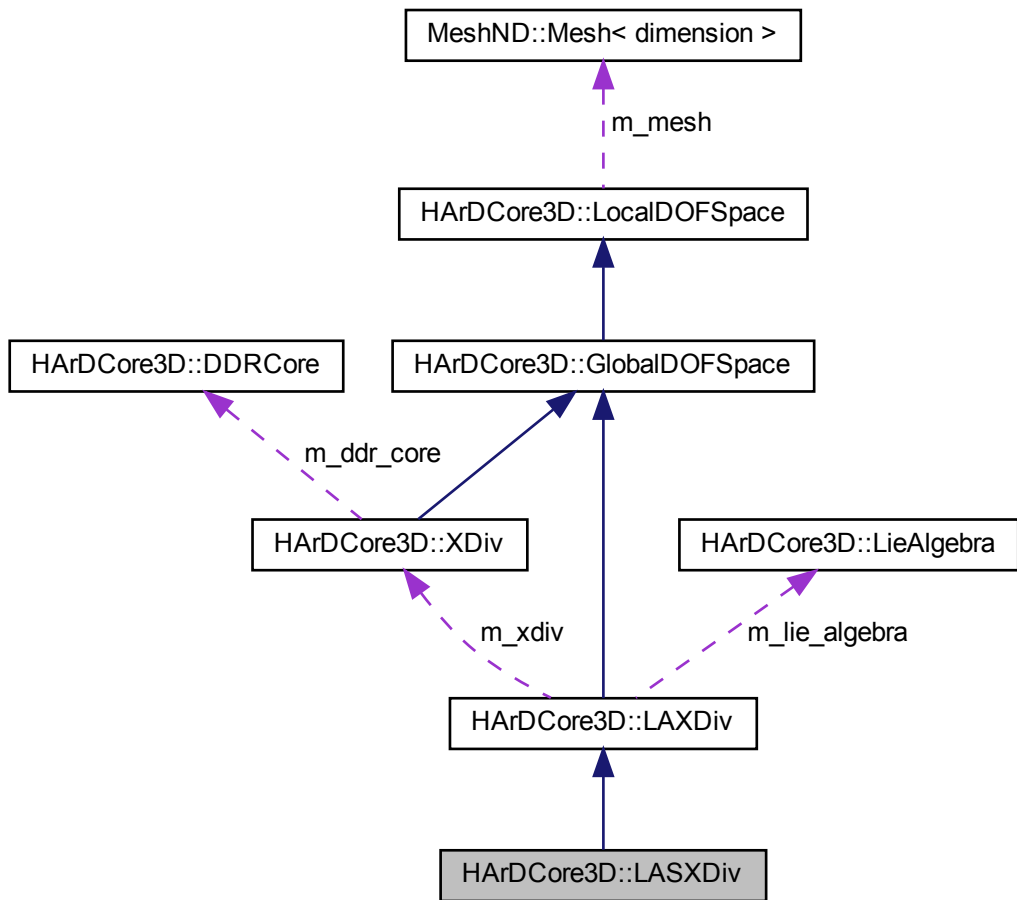 MeshND::Mesh< dimension >
m_mesh
HArDCore3D::LocalDOFSpace
HArDCore3D::DDRCore
HArDCore3D::GlobalDOFSpace
m_ddr_core
HArDCore3D::XDiv
HArDCore3D::LieAlgebra
m_xdiv
m_lie_algebra
HArDCore3D::LAXDiv
HArDCore3D::LASXDiv